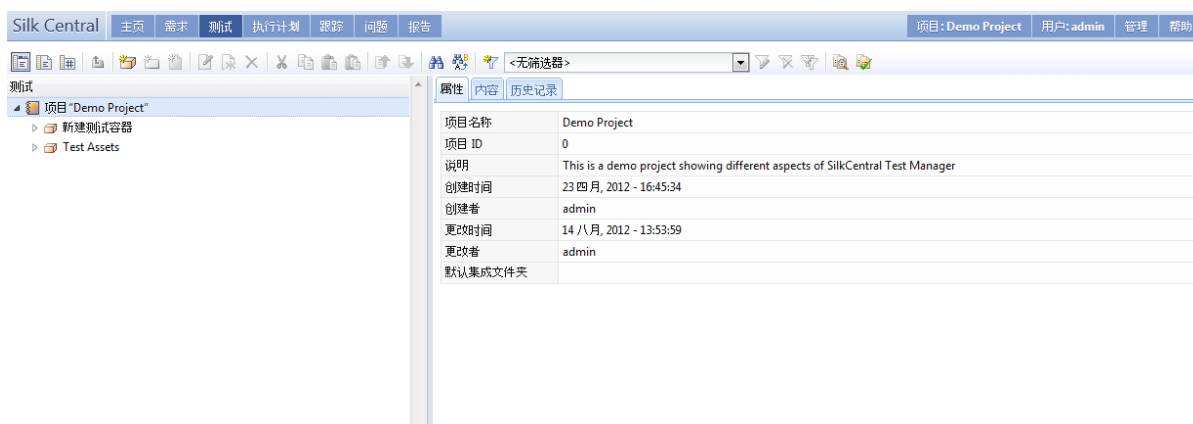 Silk Central 主页 需求 测试 执行计划 跟踪 问题 报告 项目: Demo Project 用户: admin 管理 帮助
<无筛选器>
测试
项目"Demo Project"
新建测试容器
Test Assets
属性 内容 历史记录
项目名称 Demo Project
项目 ID 0
说明 This is a demo project showing different aspects of SilkCentral Test Manager
创建时间 23 四月, 2012 - 16:45:34
创建者 admin
更改时间 14 八月, 2012 - 13:53:59
更改者 admin
默认集成文件夹